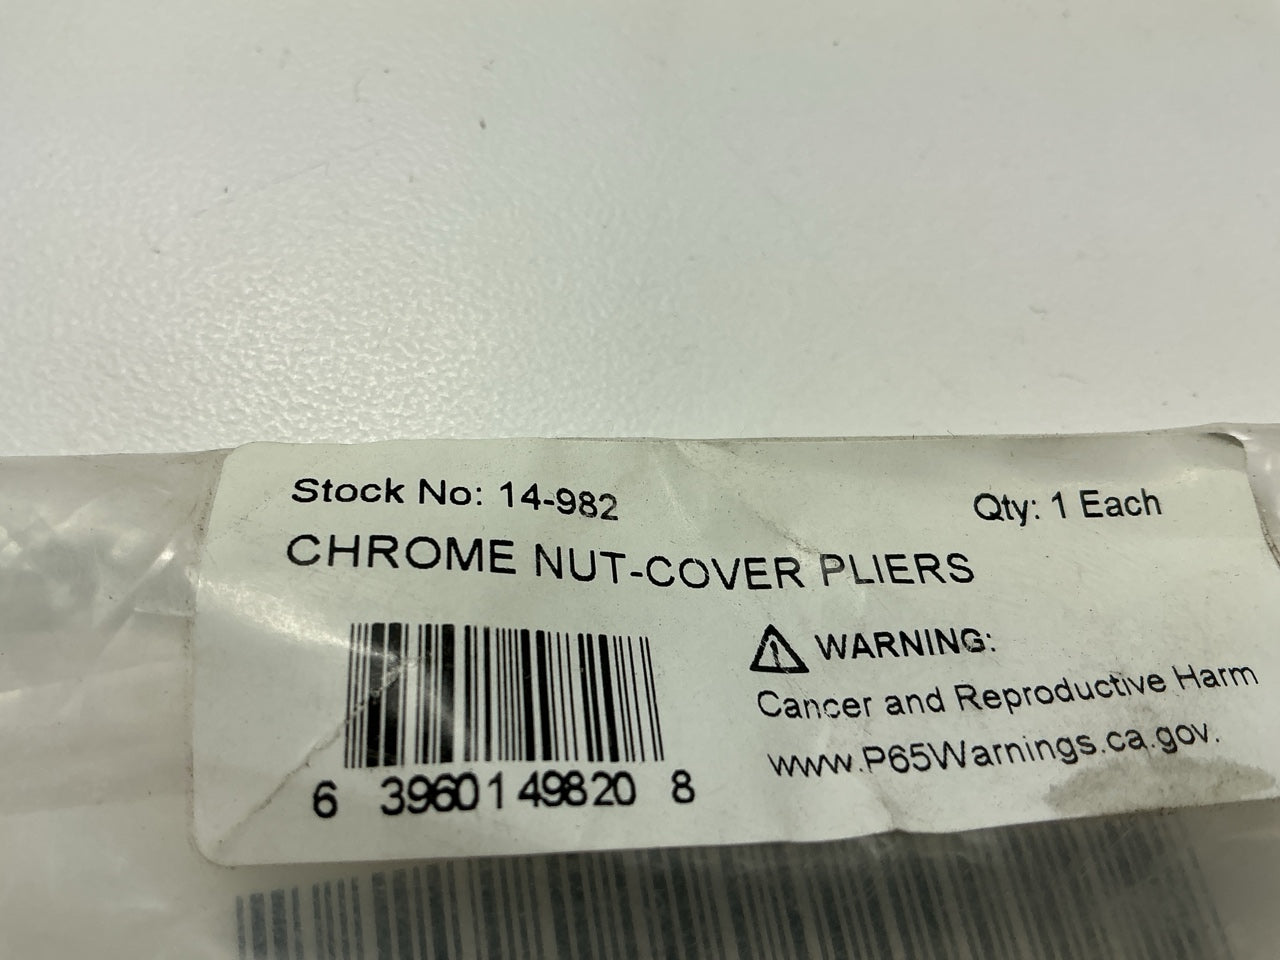 Stock No: 14-982
Qty: 1 Each
CHROME NUT-COVER PLIERS
⚠ WARNING:
Cancer and Reproductive Harm
www.P65Warnings.ca.gov.
6 39601 49820 8